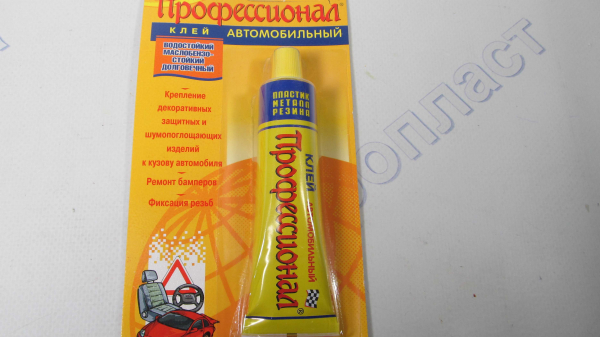 Профессионал®
КЛЕЙ АВТОМОБИЛЬНЫЙ
ВОДОСТОЙКИЙ
МАСЛОБЕНЗО-
СТОЙКИЙ
ДОЛГОВЕЧНЫЙ
Крепление
декоративных
защитных и
шумопоглощающих
изделий
к кузову автомобиля
Ремонт бамперов
Фиксация резьб
ПЛАСТИК
МЕТАЛЛ
РЕЗИНА
КЛЕЙ АВТОМОБИЛЬНЫЙ
Профессионал®
опласт